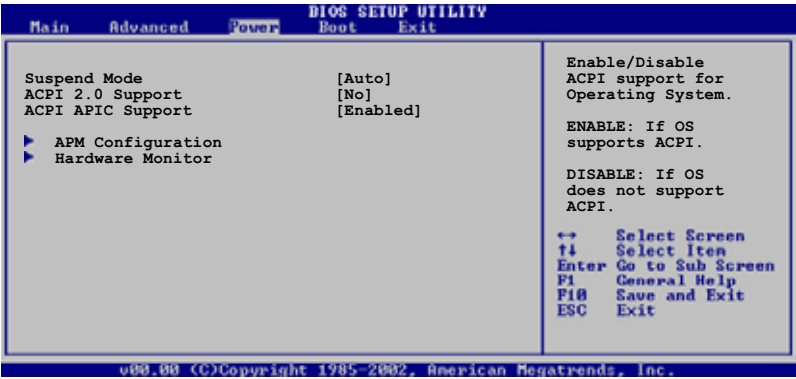 BIOS SETUP UTILITY
Main Advanced Power Boot Exit
Suspend Mode [Auto]
ACPI 2.0 Support [No]
ACPI APIC Support [Enabled]
APM Configuration
Hardware Monitor
Enable/Disable
ACPI support for
Operating System.
ENABLE: If OS
supports ACPI.
DISABLE: If OS
does not support
ACPI.
↔ Select Screen
↑↓ Select Item
Enter Go to Sub Screen
F1 General Help
F10 Save and Exit
ESC Exit
v00.00 (C)Copyright 1985-2002, American Megatrends, Inc.